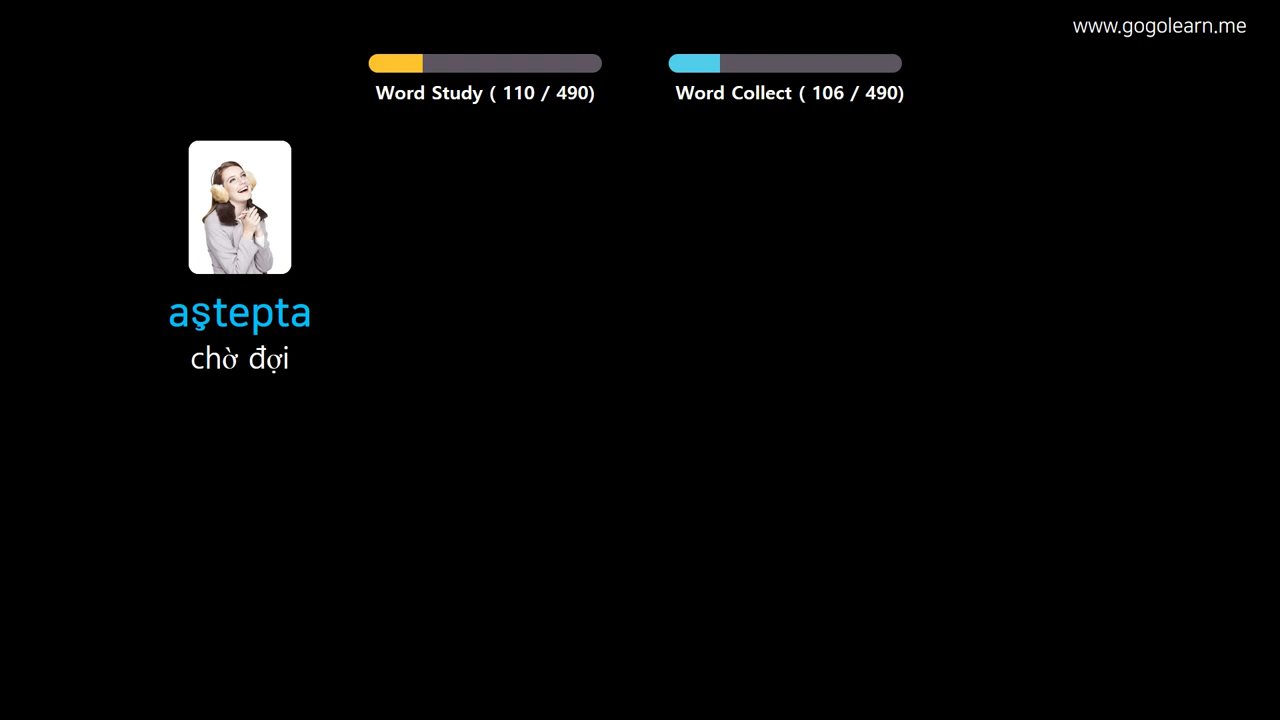 www.gogolearn.me
Word Study ( 110 / 490)
Word Collect ( 106 / 490)
aştepta
chờ đợi